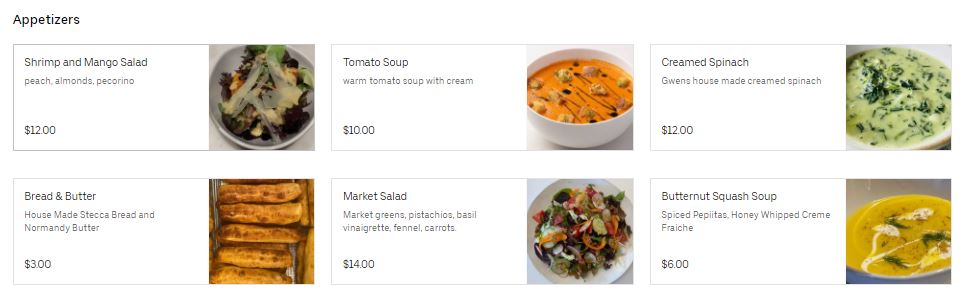 Appetizers
Shrimp and Mango Salad
peach, almonds, pecorino
$12.00
Tomato Soup
warm tomato soup with cream
$10.00
Creamed Spinach
Gwens house made creamed spinach
$12.00
Bread & Butter
House Made Stecca Bread and
Normandy Butter
$3.00
Market Salad
Market greens, pistachios, basil
vinaigrette, fennel, carrots.
$14.00
Butternut Squash Soup
Spiced Pepiitas, Honey Whipped Creme
Fraiche
$6.00